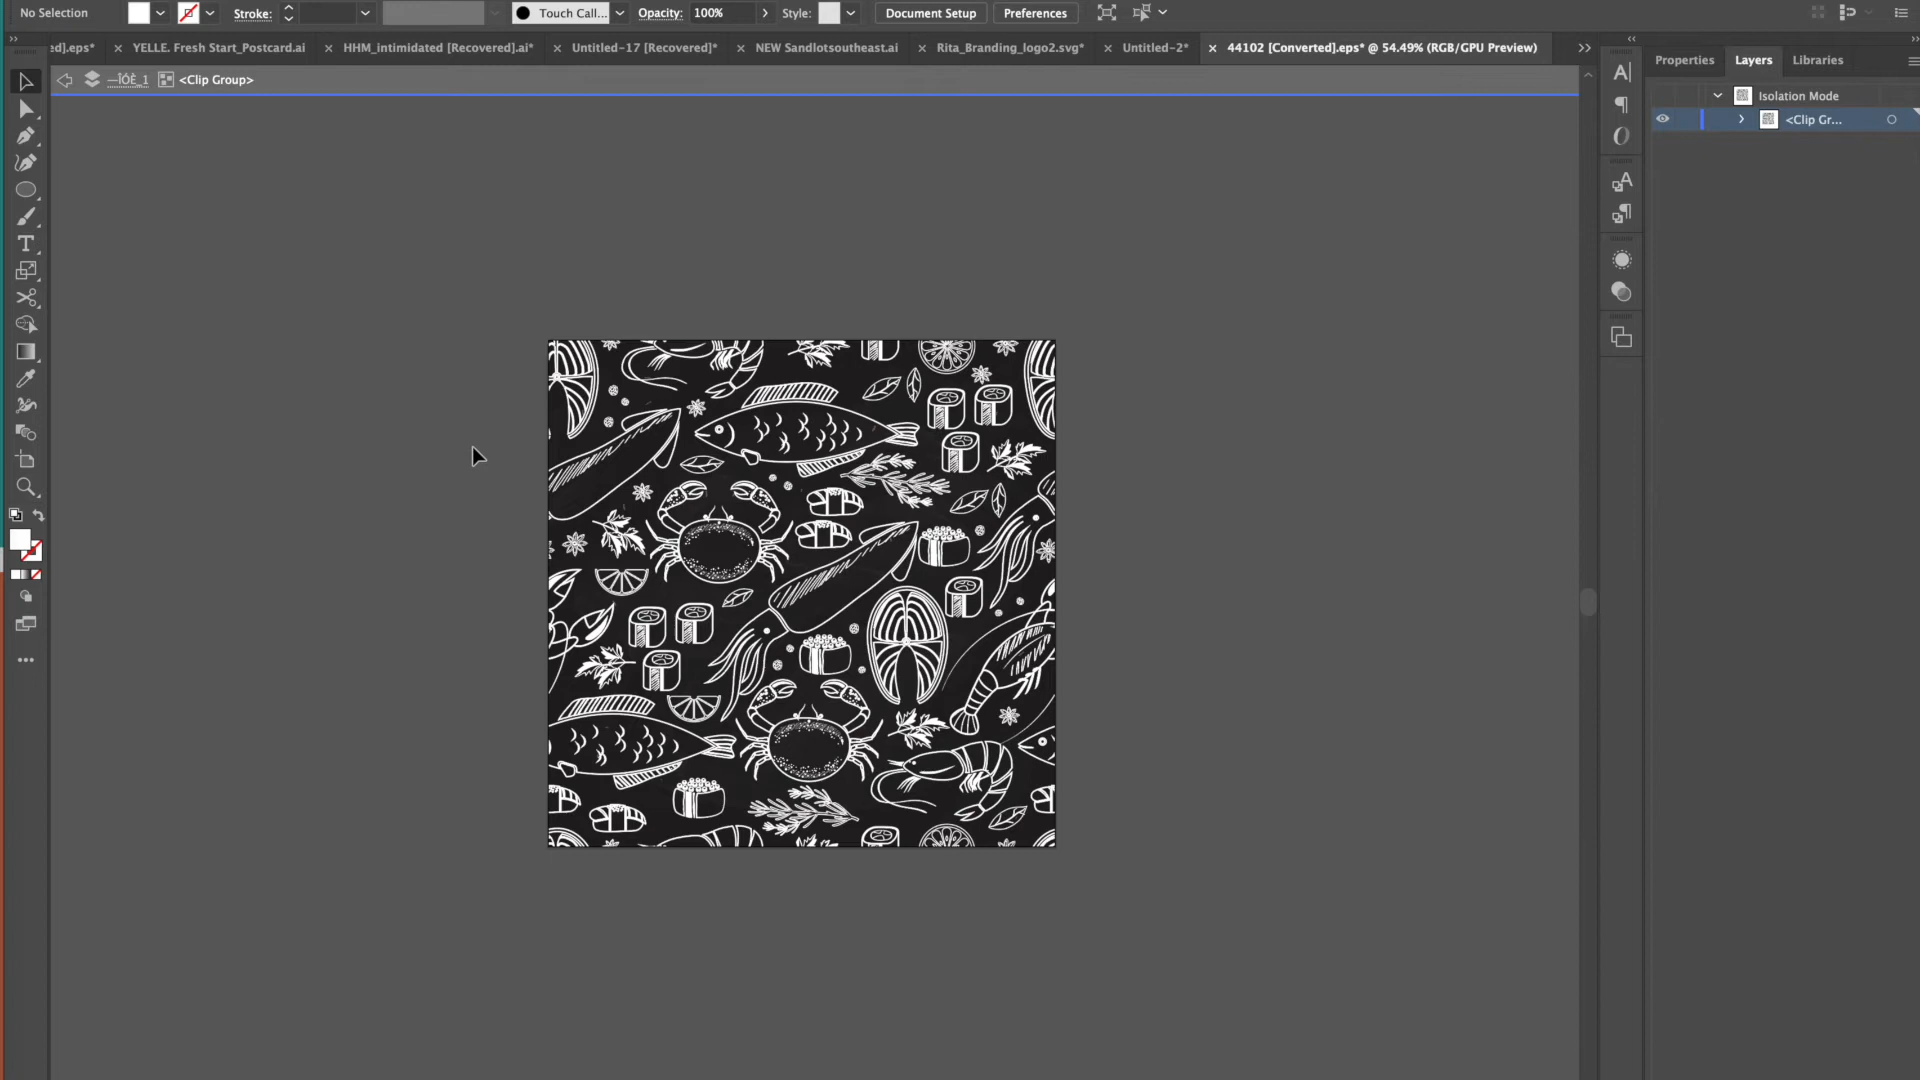 No Selection
Stroke:
Touch Call...
Opacity: 100%
Style:
Document Setup
Preferences
ed].eps*
YELLE. Fresh Start_Postcard.ai
HHM_intimidated [Recovered].ai*
Untitled-17 [Recovered]*
NEW Sandlotsoutheast.ai
Rita_Branding_logo2.svg*
Untitled-2*
44102 [Converted].eps* @ 54.49% (RGB/GPU Preview)
—ÎÓÈ_1
<Clip Group>
Properties
Layers
Libraries
Isolation Mode
<Clip Gr...